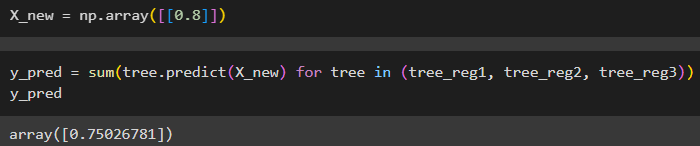 X_new = np.array([[0.8]])
y_pred = sum(tree.predict(X_new) for tree in (tree_reg1, tree_reg2, tree_reg3))
y_pred
array([0.75026781])